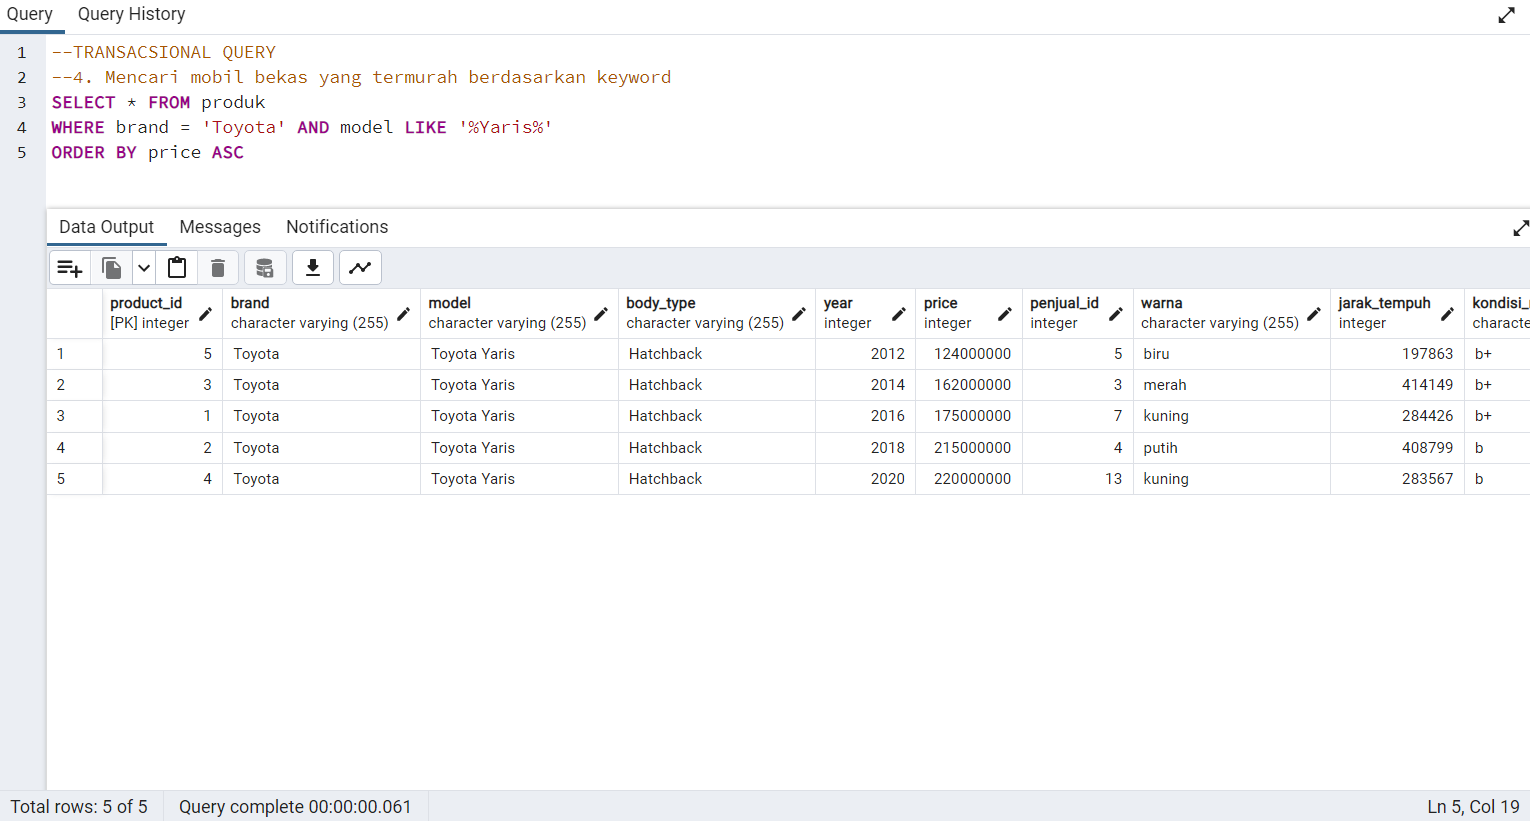 Query Query History
1 --TRANSACSIONAL QUERY
2 --4. Mencari mobil bekas yang termurah berdasarkan keyword
3 SELECT * FROM produk
4 WHERE brand = 'Toyota' AND model LIKE '%Yaris%'
5 ORDER BY price ASC
Data Output Messages Notifications
product_id brand model body_type year price penjual_id warna jarak_tempuh kondisi_
[PK] integer character varying (255) character varying (255) character varying (255) integer integer integer character varying (255) integer characte
1 5 Toyota Toyota Yaris Hatchback 2012 124000000 5 biru 197863 b+
2 3 Toyota Toyota Yaris Hatchback 2014 162000000 3 merah 414149 b+
3 1 Toyota Toyota Yaris Hatchback 2016 175000000 7 kuning 284426 b+
4 2 Toyota Toyota Yaris Hatchback 2018 215000000 4 putih 408799 b
5 4 Toyota Toyota Yaris Hatchback 2020 220000000 13 kuning 283567 b
Total rows: 5 of 5 Query complete 00:00:00.061 Ln 5, Col 19